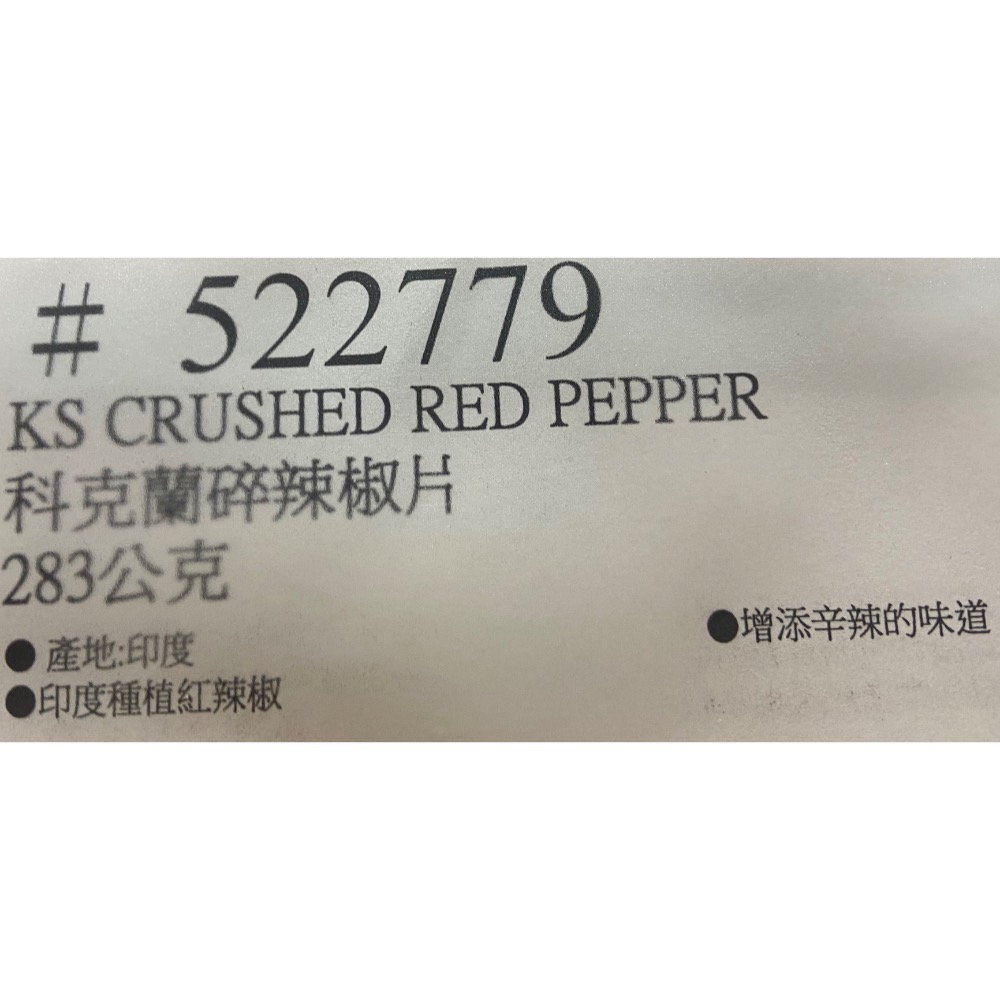 # 522779
KS CRUSHED RED PEPPER
科克蘭碎辣椒片
283公克
● 產地:印度
●印度種植紅辣椒
●增添辛辣的味道